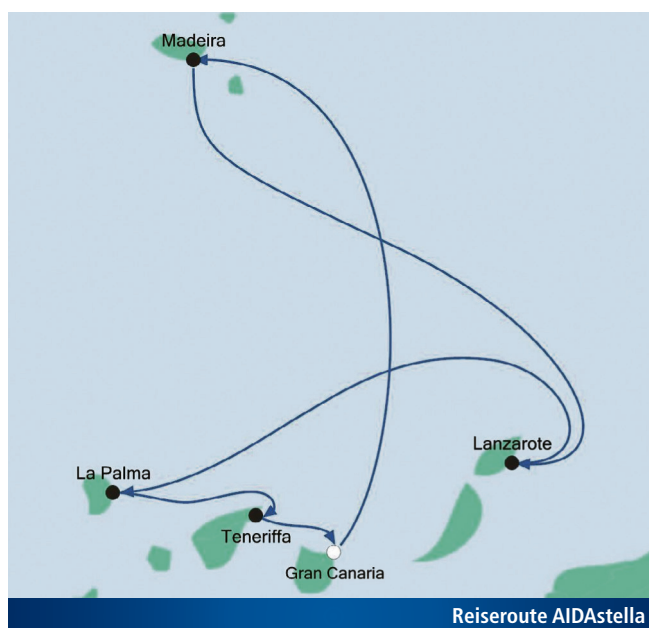 Madeira
Lanzarote
La Palma
Teneriffa
Gran Canaria
Reiseroute AIDAstella